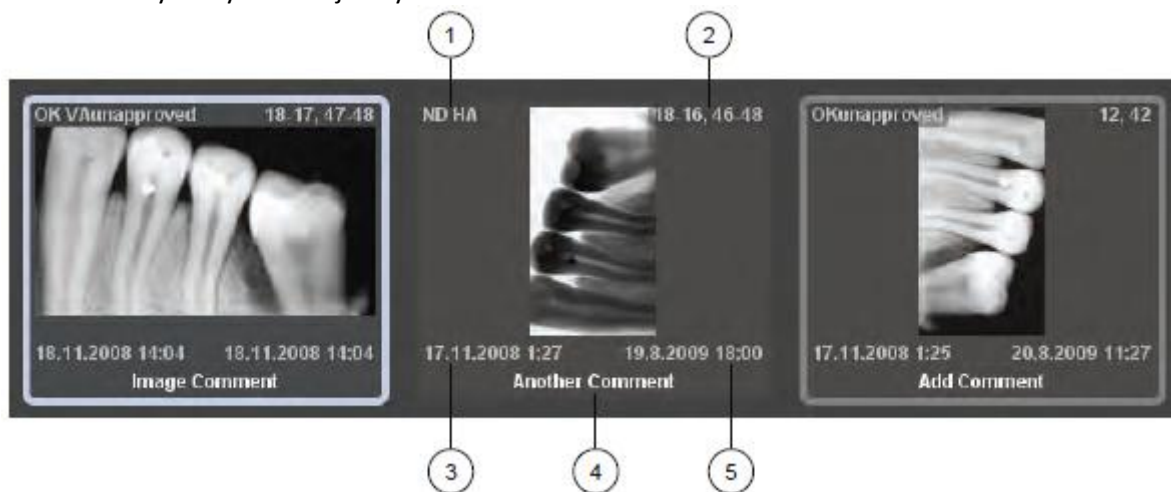 1 2
OK VAunapproved 18-17, 47-48
ND HA 18-16, 46-48
OKunapproved 12, 42
18.11.2008 14:04 18.11.2008 14:04
Image Comment
17.11.2008 1:27 19.8.2009 18:00
Another Comment
17.11.2008 1:25 20.8.2009 11:27
Add Comment
3 4 5